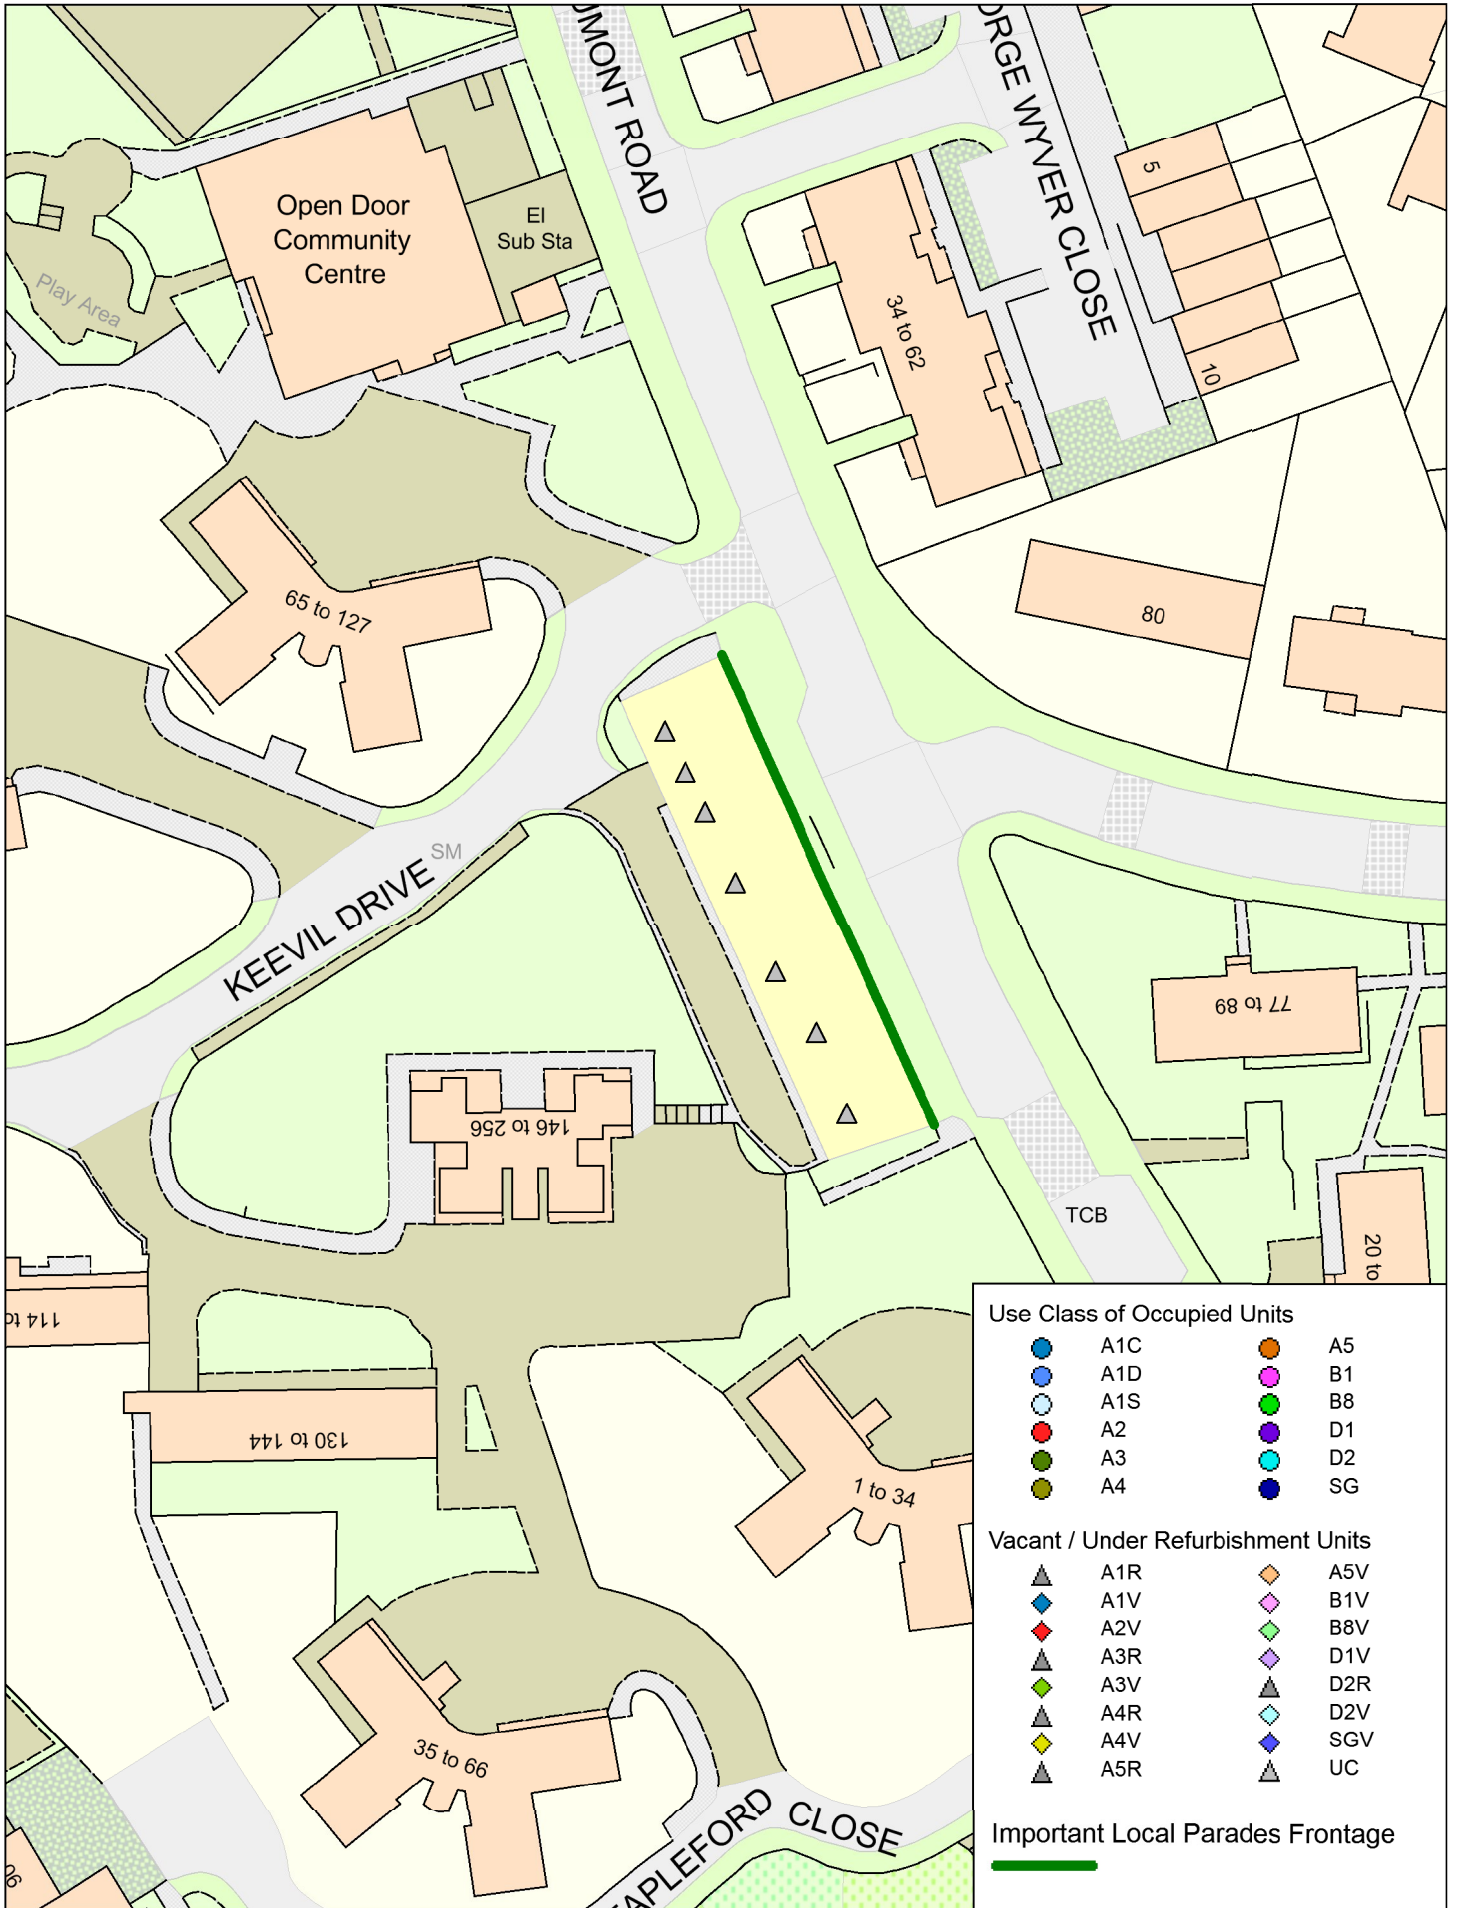 UMONT ROAD
ORGE WYVER CLOSE
5
10
Open Door
Community
Centre
El
Sub Sta
Play Area
34 to 62
65 to 127
80
SM
KEEVIL DRIVE
77 to 89
146 to 256
TCB
20 to
114 to
130 to 144
1 to 34
35 to 66
APLEFORD CLOSE
Use Class of Occupied Units
A1C
A1D
A1S
A2
A3
A4
A5
B1
B8
D1
D2
SG
Vacant / Under Refurbishment Units
A1R
A1V
A2V
A3R
A3V
A4R
A4V
A5R
A5V
B1V
B8V
D1V
D2R
D2V
SGV
UC
Important Local Parades Frontage